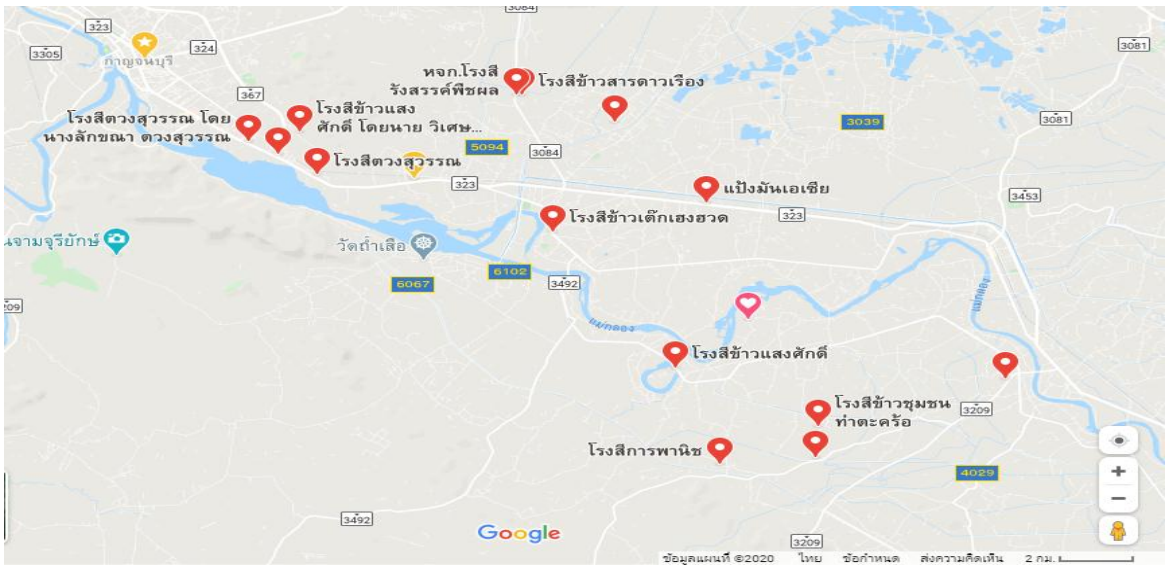 3084
323
3305
324
กาญจนบุรี
3081
หจก.โรงสี
รังสรรค์พืชผล
โรงสีข้าวสารดาวเรือง
367
โรงสีตวงสุวรรณ โดย
นางลักขณา ตวงสุวรรณ
โรงสีข้าวแสง
ศักดิ์ โดยนาย วิเศษ...
3039
3081
5094
3084
โรงสีตวงสุวรรณ
323
แป้งมันเอเชีย
3453
323
โรงสีข้าวเต๊กเฮงฮวด
นจามจุรียักษ์
วัดถ้ำเสือ
6102
5067
3492
209
แม่กลอง
แม่กลอง
โรงสีข้าวแสงศักดิ์
โรงสีข้าวชุมชน
ท่าตะคร้อ
3209
โรงสีการพานิช
4029
3492
Google
3209
ข้อมูลแผนที่ ©2020 ไทย ข้อกำหนด ส่งความคิดเห็น 2 กม.